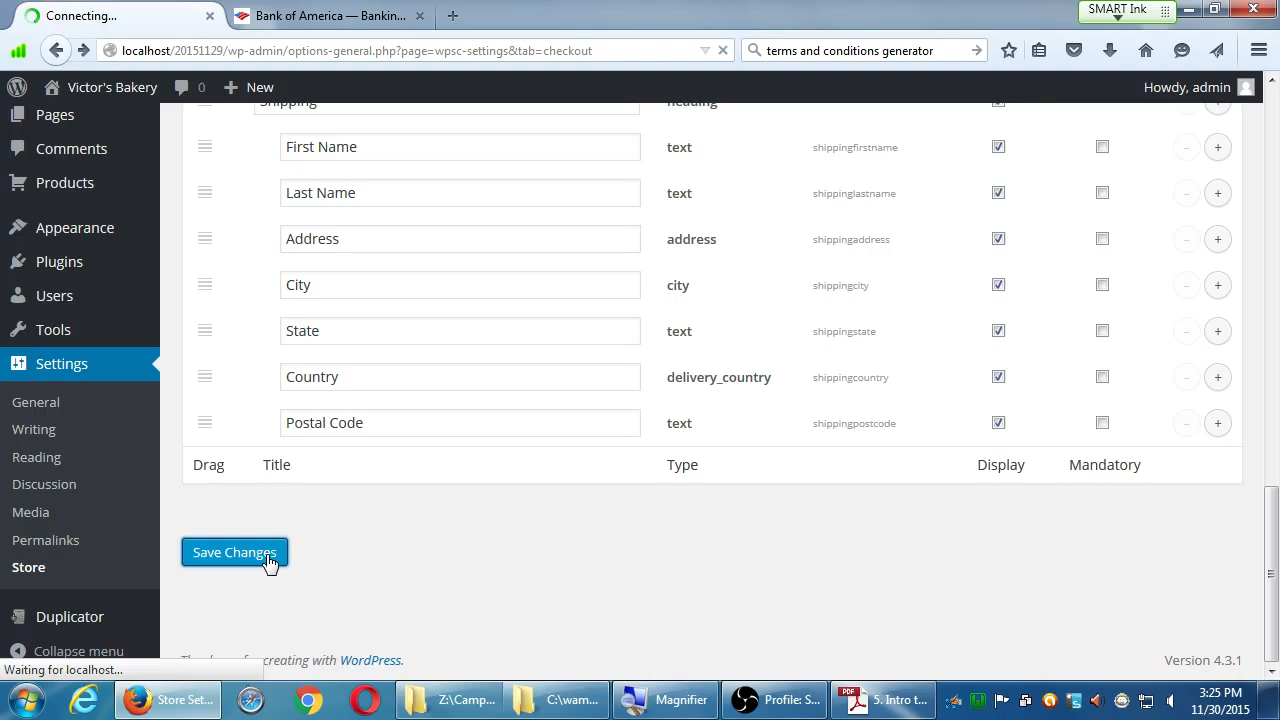 Connecting...
Bank of America — Bankin...
SMART Ink
localhost/20151129/wp-admin/options-general.php?page=wpsc-settings&tab=checkout
terms and conditions generator
Victor's Bakery
0
New
Howdy, admin
Pages
Comments
Products
Appearance
Plugins
Users
Tools
Settings
General
Writing
Reading
Discussion
Media
Permalinks
Store
Duplicator
Collapse menu
Shipping heading
First Name text shippingfirstname
Last Name text shippinglastname
Address address shippingaddress
City city shippingcity
State text shippingstate
Country delivery_country shippingcountry
Postal Code text shippingpostcode
Drag Title Type Display Mandatory
Save Changes
creating with WordPress.
Version 4.3.1
Waiting for localhost...
Store Set...
Z:\Camp...
C:\wam...
Magnifier
Profile: S...
5. Intro t...
3:25 PM
11/30/2015